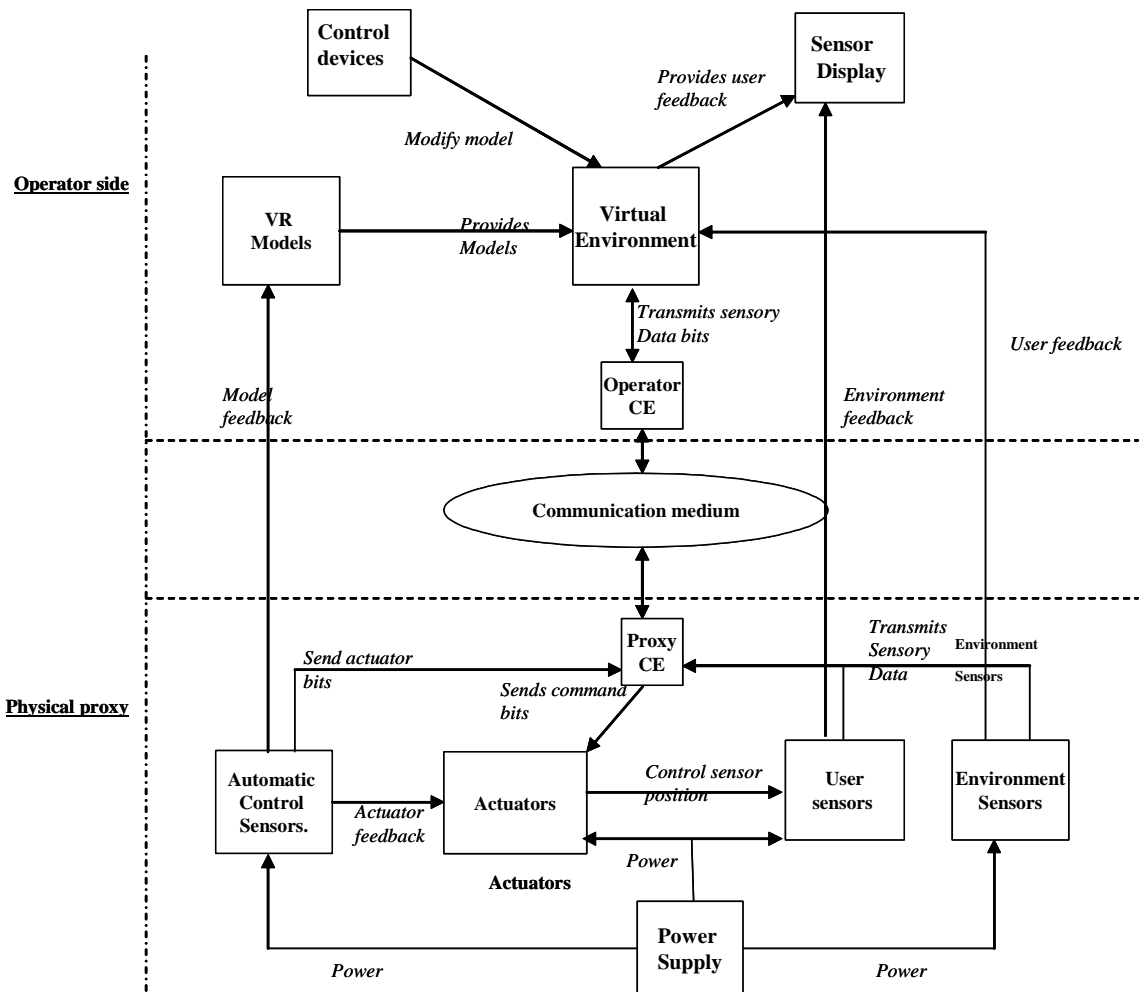 Control
devices
Sensor
Display
Provides user
feedback
Modify model
Operator side
VR
Models
Provides
Models
Virtual
Environment
Transmits sensory
Data bits
User feedback
Model
feedback
Operator
CE
Environment
feedback
Communication medium
Proxy
CE
Transmits
Sensory
Data
Environment
Sensors
Send actuator
bits
Sends command
bits
Physical proxy
Automatic
Control
Sensors.
Actuator
feedback
Actuators
Control sensor
position
User
sensors
Environment
Sensors
Power
Actuators
Power
Supply
Power
Power